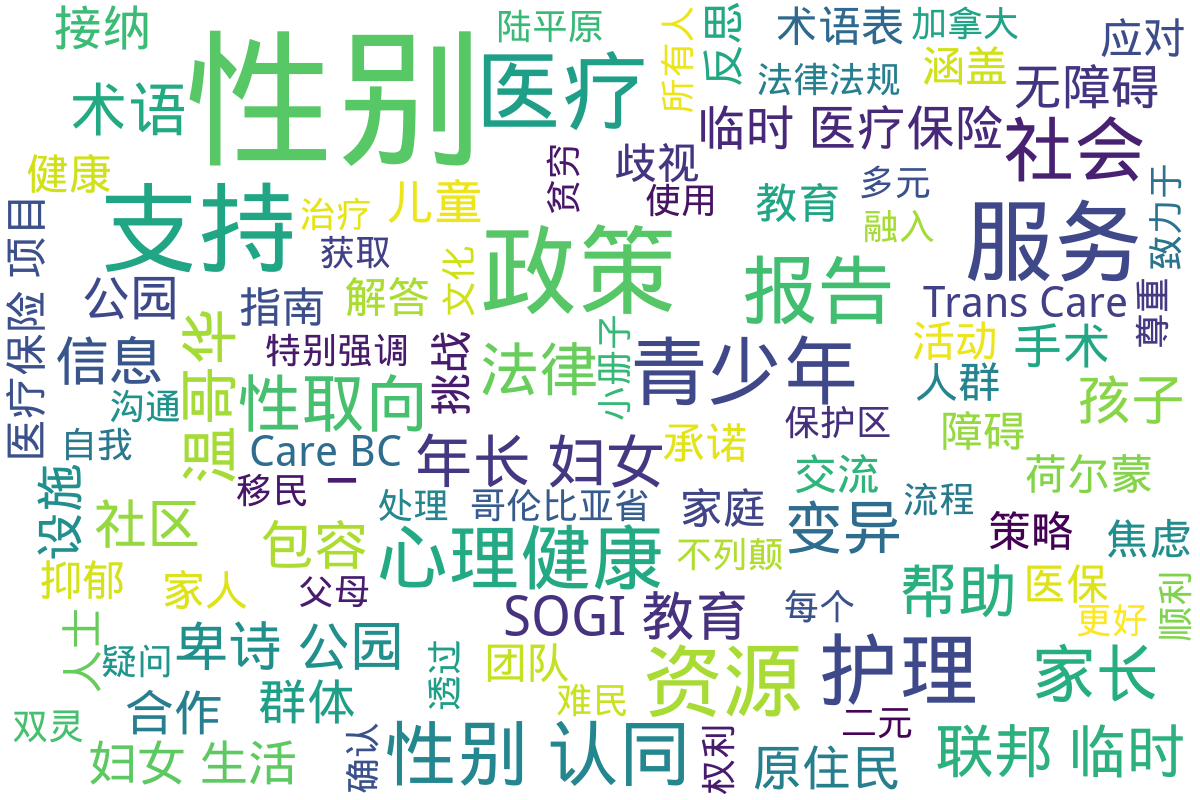 接纳
陆平原
术语表
加拿大
应对
性别
医疗
所有人
反思
法律法规
涵盖
无障碍
术语
临时 医疗保险
社会
健康
贫穷
歧视
使用
教育
多元
致力于
支持
治疗
儿童
融入
服务
医疗保险 项目
获取
文化
政策
报告
公园
指南
解答
Trans Care
尊重
信息
温哥华
特别强调
挑战
法律
小册子
青少年
活动
手术
沟通
性取向
人群
孩子
自我
Care BC
年长 妇女
承诺
保护区
障碍
移民 一
交流
荷尔蒙
设施
社区
处理
哥伦比亚省
家庭
变异
流程
策略
焦虑
包容
心理健康
不列颠
抑郁
家人
父母
SOGI 教育
每个
帮助
医保
更好
顺利
人士
疑问
卑诗 公园
透过
团队
资源
护理
家长
双灵
合作
群体
难民
二元
妇女 生活
确认
性别 认同
权利
原住民
联邦 临时